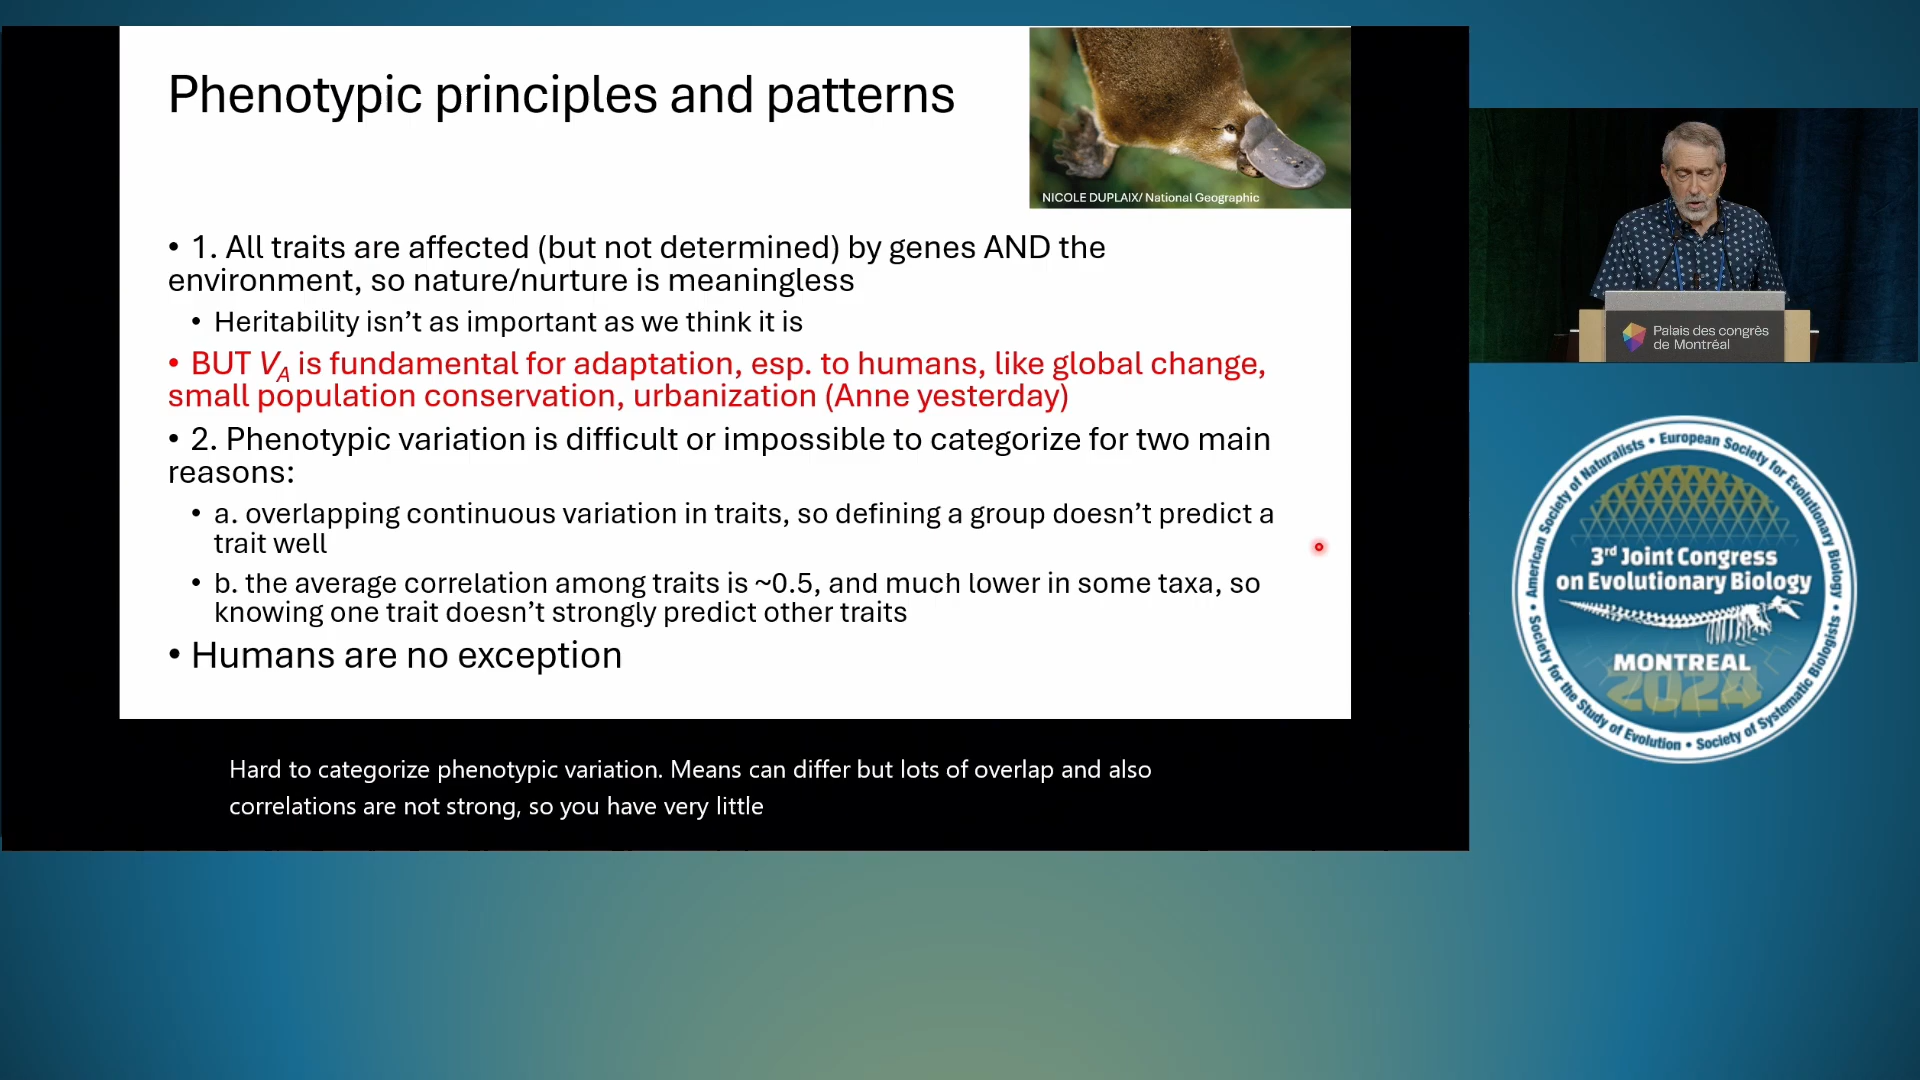 Phenotypic principles and patterns
NICOLE DUPLAIX/ National Geographic
• 1. All traits are affected (but not determined) by genes AND the
environment, so nature/nurture is meaningless
• Heritability isn’t as important as we think it is
• BUT VA is fundamental for adaptation, esp. to humans, like global change,
small population conservation, urbanization (Anne yesterday)
• 2. Phenotypic variation is difficult or impossible to categorize for two main
reasons:
• a. overlapping continuous variation in traits, so defining a group doesn’t predict a
trait well
• b. the average correlation among traits is ~0.5, and much lower in some taxa, so
knowing one trait doesn’t strongly predict other traits
• Humans are no exception
Hard to categorize phenotypic variation. Means can differ but lots of overlap and also
correlations are not strong, so you have very little
Palais des congrès
de Montréal
American Society of Naturalists • European Society for Evolutionary Biology •
Society for the Study of Evolution • Society of Systematic Biologists •
3rd Joint Congress
on Evolutionary Biology
MONTREAL
2024